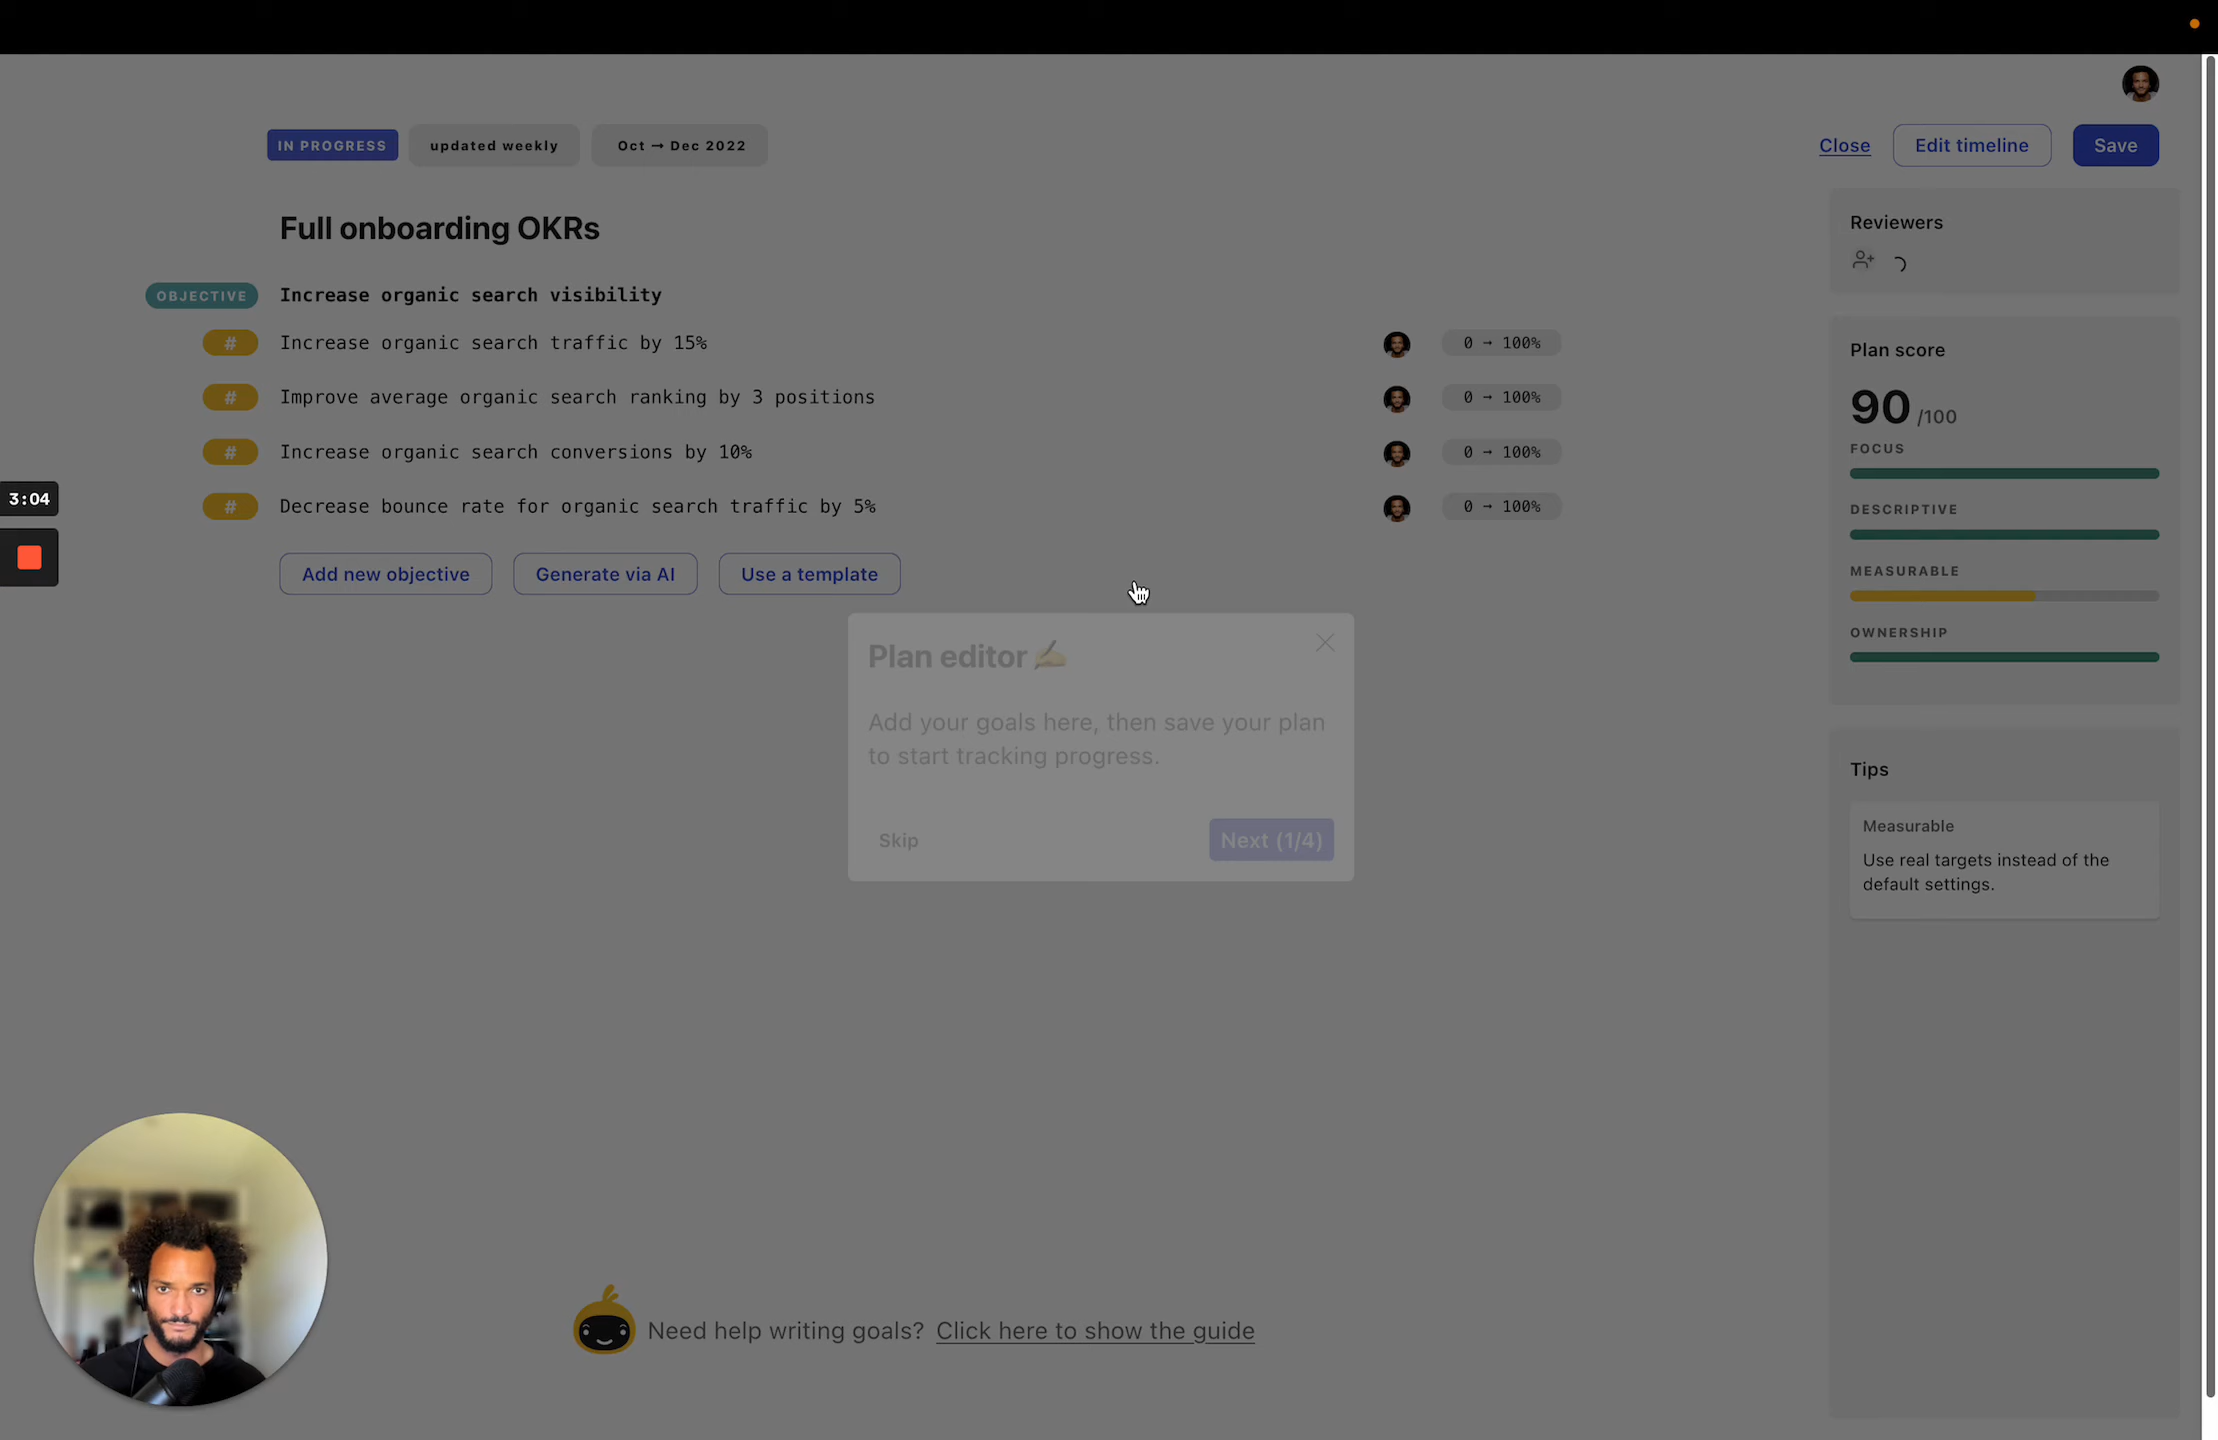 IN PROGRESS updated weekly Oct → Dec 2022 Close Edit timeline Save
Full onboarding OKRs
OBJECTIVE Increase organic search visibility
# Increase organic search traffic by 15% 0 → 100%
# Improve average organic search ranking by 3 positions 0 → 100%
# Increase organic search conversions by 10% 0 → 100%
# Decrease bounce rate for organic search traffic by 5% 0 → 100%
Add new objective Generate via AI Use a template
3:04
Plan editor ✍🏻
Add your goals here, then save your plan
to start tracking progress.
Skip Next (1/4)
Reviewers
Plan score
90 /100
FOCUS
DESCRIPTIVE
MEASURABLE
OWNERSHIP
Tips
Measurable
Use real targets instead of the
default settings.
Need help writing goals? Click here to show the guide